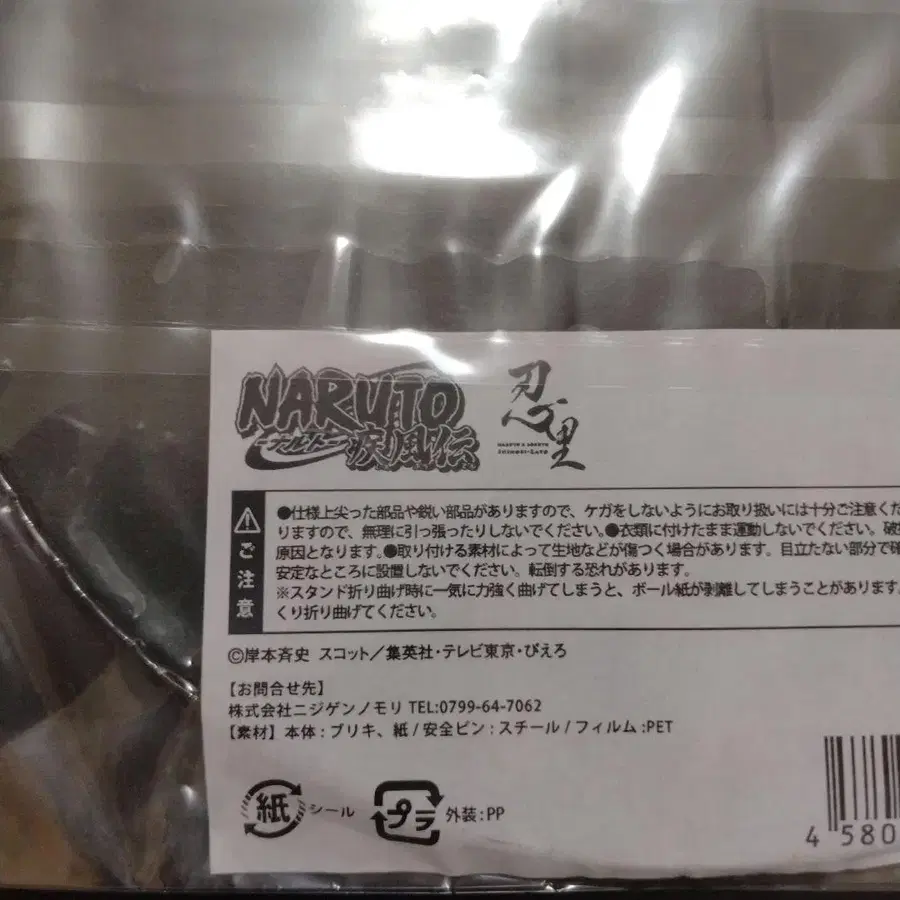 NARUTO
ーナルトー
疾風伝
忍ノ里
NARUTO & BORUTO
SHINOBI-ZATO
ご注意
●仕様上尖った部品や鋭い部品がありますので、ケガをしないようにお取り扱いには十分ご注意くだ
りますので、無理に引っ張ったりしないでください。●衣類に付けたまま運動しないでください。破損
原因となります。●取り付ける素材によって生地などが傷つく場合があります。目立たない部分で確
安定なところに設置しないでください。転倒する恐れがあります。
※スタンド折り曲げ時に一気に力強く曲げてしまうと、ボール紙が剥離してしまうことがあります。
くり折り曲げてください。
©岸本斉史 スコット／集英社・テレビ東京・ぴえろ
【お問合せ先】
株式会社ニジゲンノモリ TEL:0799-64-7062
【素材】本体：ブリキ、紙 / 安全ピン：スチール / フィルム：PET
紙 シール
プラ 外装：PP
4 580